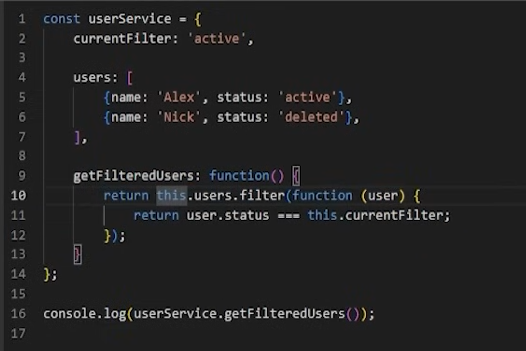 1 const userService = {
2 currentFilter: 'active',
3
4 users: [
5 {name: 'Alex', status: 'active'},
6 {name: 'Nick', status: 'deleted'},
7 ],
8
9 getFilteredUsers: function() {
10 return this.users.filter(function (user) {
11 return user.status === this.currentFilter;
12 });
13 }
14 };
15
16 console.log(userService.getFilteredUsers());
17